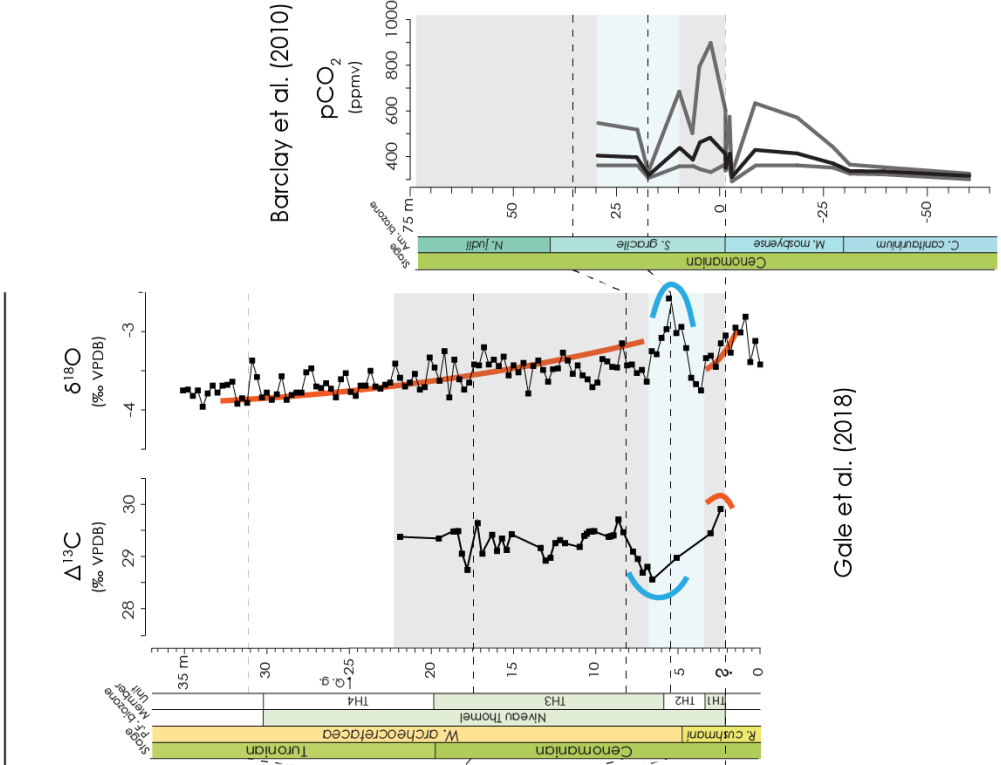 Barclay et al. (2010)
pCO2
(ppmv)
1000
800
600
400
75 m
50
25
0
-25
-50
Am. biozone
Stage
N. judii
S. gracile
M. mosbyense
C. canitaurinum
Cenomanian
δ18O
(‰ VPDB)
-3
-4
Δ13C
(‰ VPDB)
30
29
28
Gale et al. (2018)
35 m
30
25
20
15
10
5
0
Q. g.
Unit
Member
P.F. biozone
Stage
TH4
TH3
TH2
TH1
Niveau Thomel
W. archeocretacea
R. cushmani
Turonian
Cenomanian